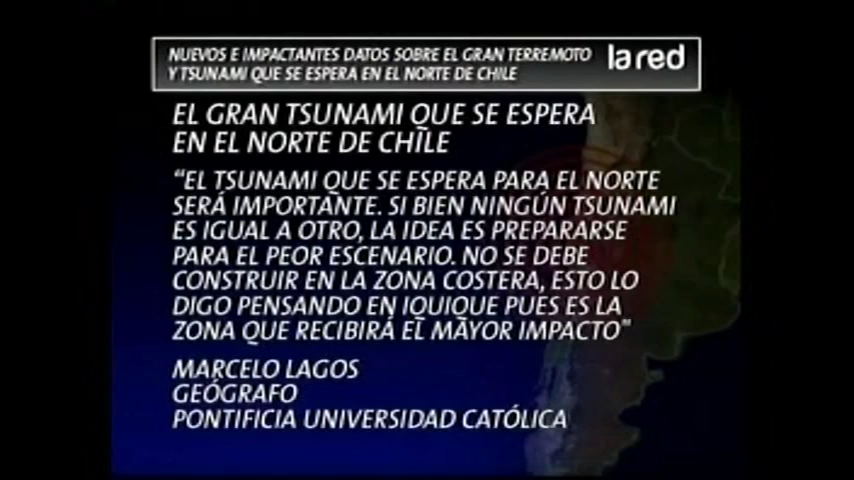 NUEVOS E IMPACTANTES DATOS SOBRE EL GRAN TERREMOTO
Y TSUNAMI QUE SE ESPERA EN EL NORTE DE CHILE
la red
EL GRAN TSUNAMI QUE SE ESPERA
EN EL NORTE DE CHILE
“EL TSUNAMI QUE SE ESPERA PARA EL NORTE
SERÁ IMPORTANTE. SI BIEN NINGÚN TSUNAMI
ES IGUAL A OTRO, LA IDEA ES PREPARARSE
PARA EL PEOR ESCENARIO. NO SE DEBE
CONSTRUIR EN LA ZONA COSTERA, ESTO LO
DIGO PENSANDO EN IQUIQUE PUES ES LA
ZONA QUE RECIBIRÁ EL MAYOR IMPACTO”
MARCELO LAGOS
GEÓGRAFO
PONTIFICIA UNIVERSIDAD CATÓLICA